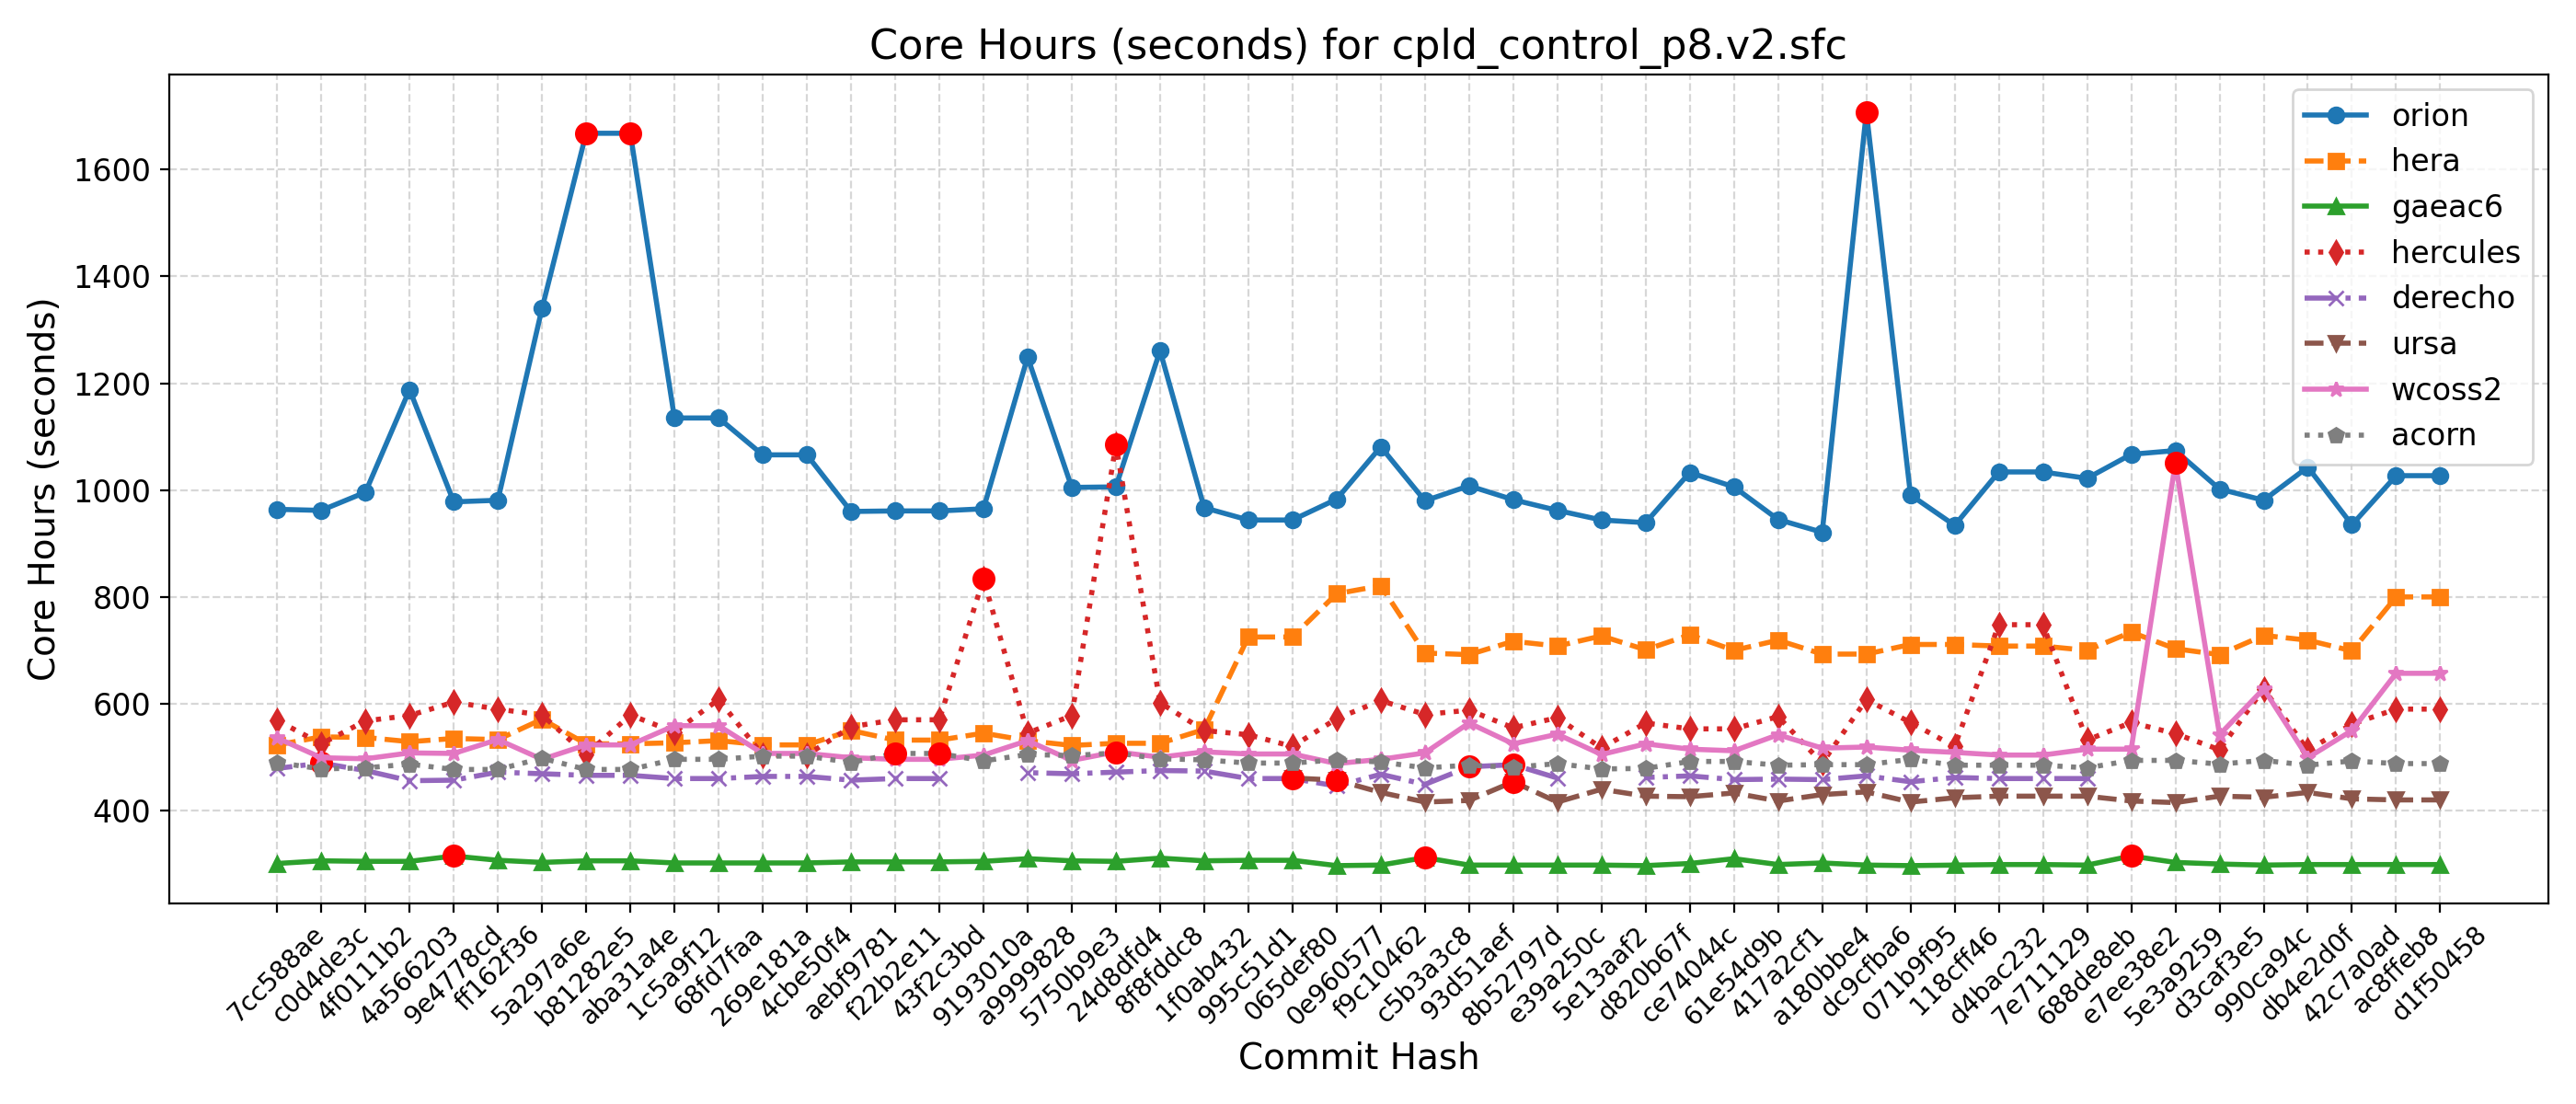 Core Hours (seconds) for cpld_control_p8.v2.sfc
Core Hours (seconds)
1600
1400
1200
1000
800
600
400
orion
hera
gaeac6
hercules
derecho
ursa
wcoss2
acorn
7cc588ae
c0d4de3c
4f0111b2
4a566203
9e4778cd
ff162f36
5a297a6e
b81282e5
aba31a4e
1c5a9f12
68fd7faa
269e181a
4cbe50f4
aebf9781
f22b2e11
43f2c3bd
9193010a
a9999828
5750b9e3
24d8dfd4
8f8fddc8
1f0ab432
995c51d1
065def80
0e960577
f9c10462
c5b3a3c8
93d51aef
8b52797d
e39a250c
5e13aaf2
d820b67f
ce74044c
61e54d9b
417a2cf1
a180bbe4
dc9cfba6
071b9f95
118cff46
d4bac232
7e711129
688de8eb
e7ee38e2
5e3a9259
d3caf3e5
990ca94c
db4e2d0f
42c7a0ad
ac8ffeb8
d1f50458
Commit Hash